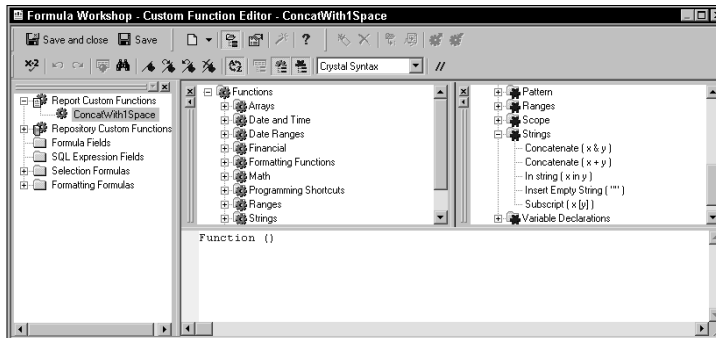 Formula Workshop - Custom Function Editor - ConcatWith1Space
Save and close Save
Crystal Syntax //
Report Custom Functions
ConcatWith1Space
Repository Custom Functions
Formula Fields
SQL Expression Fields
Selection Formulas
Formatting Formulas
Functions
Arrays
Date and Time
Date Ranges
Financial
Formatting Functions
Math
Programming Shortcuts
Ranges
Strings
Pattern
Ranges
Scope
Strings
Concatenate ( x & y )
Concatenate ( x + y )
In string ( x in y )
Insert Empty String ( "" )
Subscript ( x [y] )
Variable Declarations
Function ()